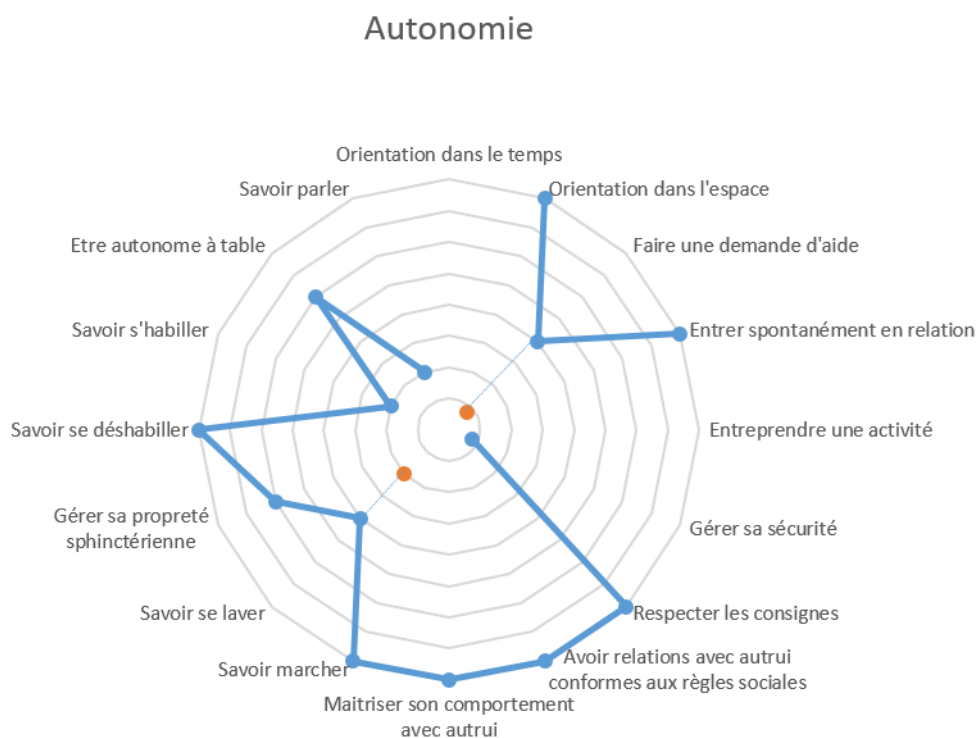 Autonomie
Orientation dans le temps
Savoir parler
Orientation dans l'espace
Etre autonome à table
Faire une demande d'aide
Savoir s'habiller
Entrer spontanément en relation
Savoir se déshabiller
Entreprendre une activité
Gérer sa propreté
sphinctérienne
Gérer sa sécurité
Savoir se laver
Respecter les consignes
Savoir marcher
Avoir relations avec autrui
conformes aux règles sociales
Maitriser son comportement
avec autrui